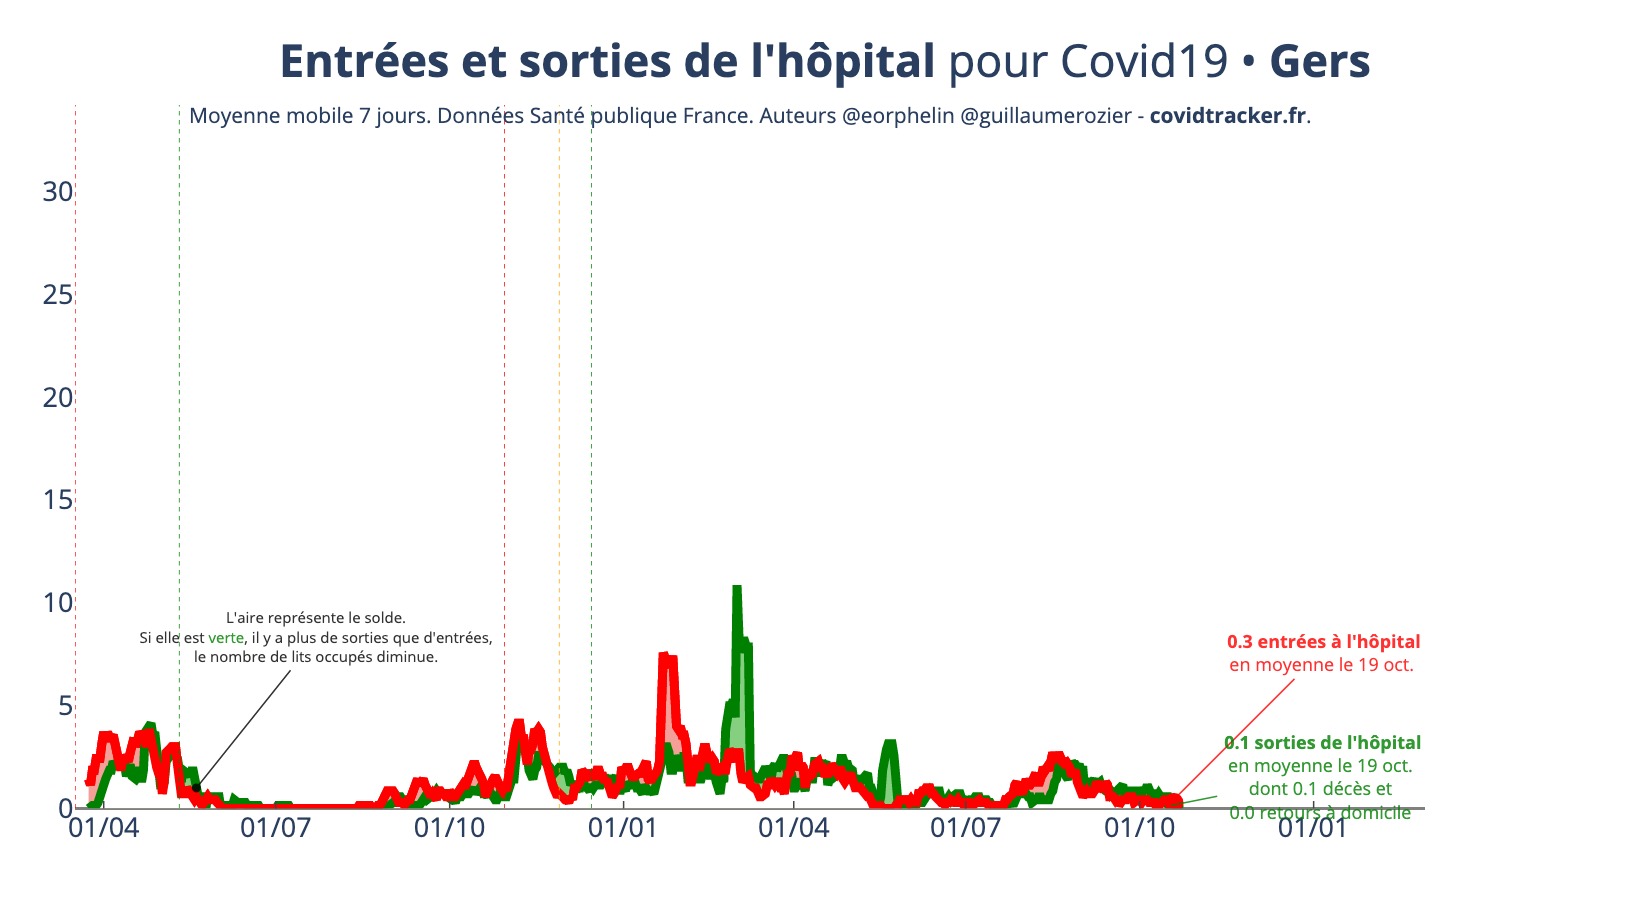 Entrées et sorties de l'hôpital pour Covid19 • Gers
Moyenne mobile 7 jours. Données Santé publique France. Auteurs @eorphelin @guillaumerozier - covidtracker.fr.
30
25
20
15
10
5
0
L'aire représente le solde.
Si elle est verte, il y a plus de sorties que d'entrées,
le nombre de lits occupés diminue.
0.3 entrées à l'hôpital
en moyenne le 19 oct.
0.1 sorties de l'hôpital
en moyenne le 19 oct.
dont 0.1 décès et
0.0 retours à domicile
01/04 01/07 01/10 01/01 01/04 01/07 01/10 01/01